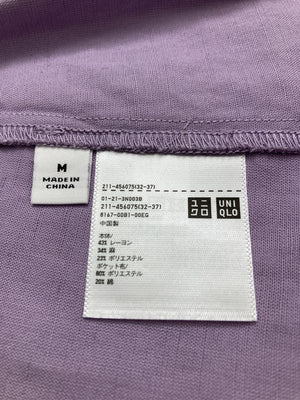 M
MADE IN
CHINA
211-456075(32-37)
01-21-3N003B
211-456075(32-37)
8167-00B1-00EG
中国製
本体/
43% レーヨン
34% 麻
23% ポリエステル
ポケット布/
80% ポリエステル
20% 綿
ユニ
クロ
UNI
QLO